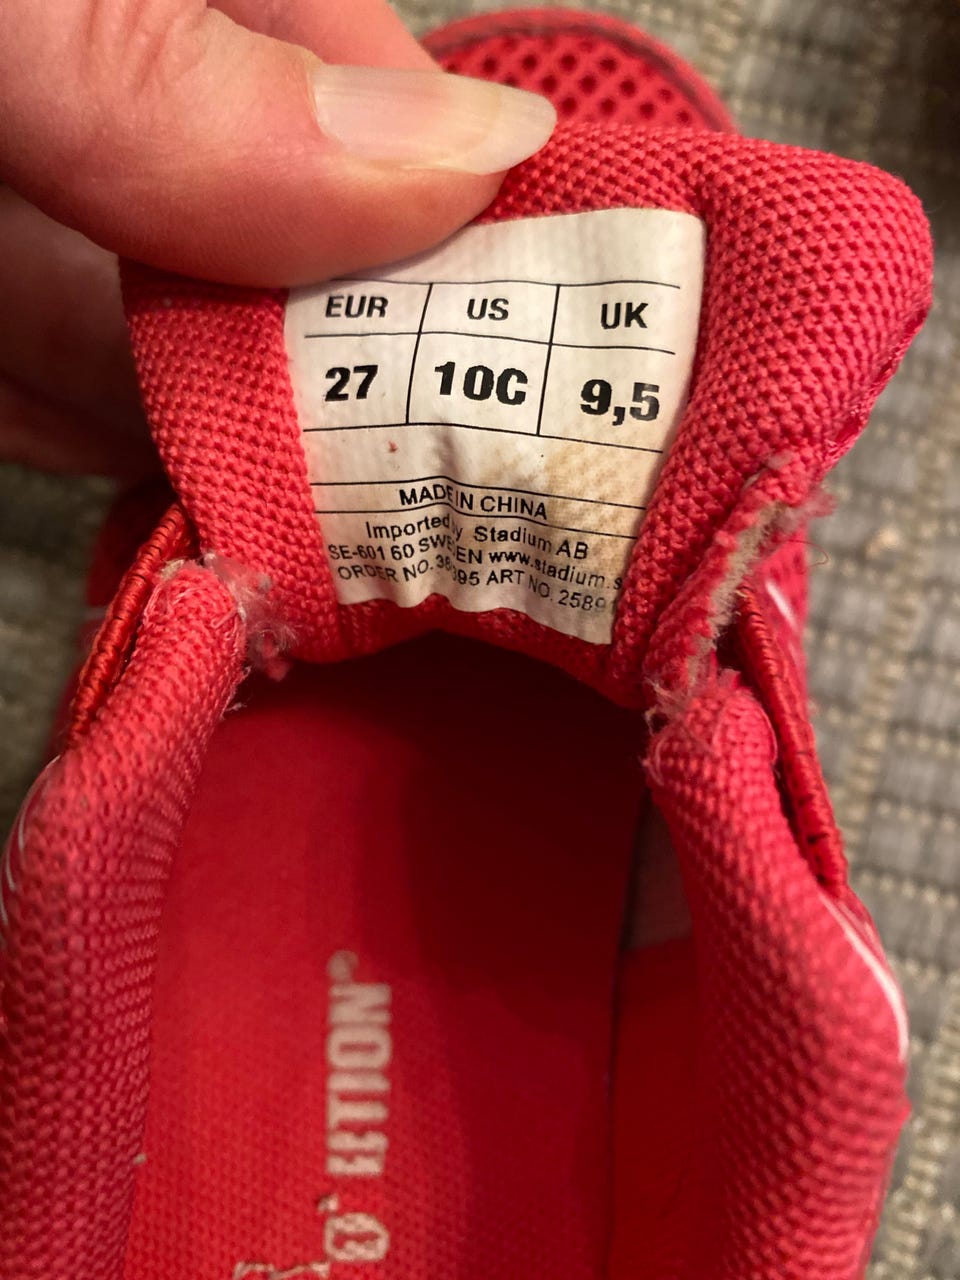 EUR US UK
27 10C 9,5
MADE IN CHINA
Imported by Stadium AB
SE-601 60 SWEDEN www.stadium.s
ORDER NO. ART NO. 2589